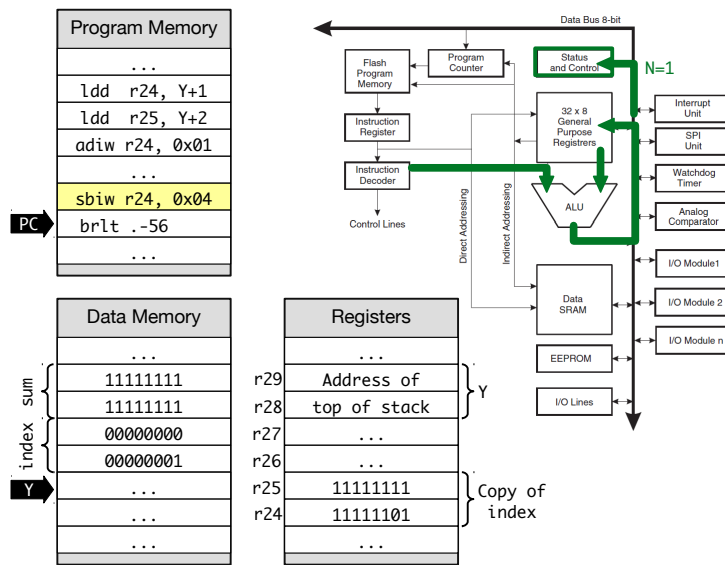 Program Memory
...
ldd r24, Y+1
ldd r25, Y+2
adiw r24, 0x01
...
sbiw r24, 0x04
PC
brlt .-56
...
Data Bus 8-bit
Flash
Program
Memory
Program
Counter
Status
and Control
N=1
Instruction
Register
32 x 8
General
Purpose
Registrers
Interrupt
Unit
SPI
Unit
Instruction
Decoder
Watchdog
Timer
ALU
Analog
Comparator
Control Lines
Direct Addressing
Indirect Addressing
I/O Module1
Data
SRAM
I/O Module 2
I/O Module n
EEPROM
I/O Lines
Data Memory
...
sum
11111111
11111111
index
00000000
00000001
Y
...
...
...
Registers
...
r29
Address of
r28
top of stack
Y
r27
...
r26
...
r25
11111111
r24
11111101
Copy of
index
...